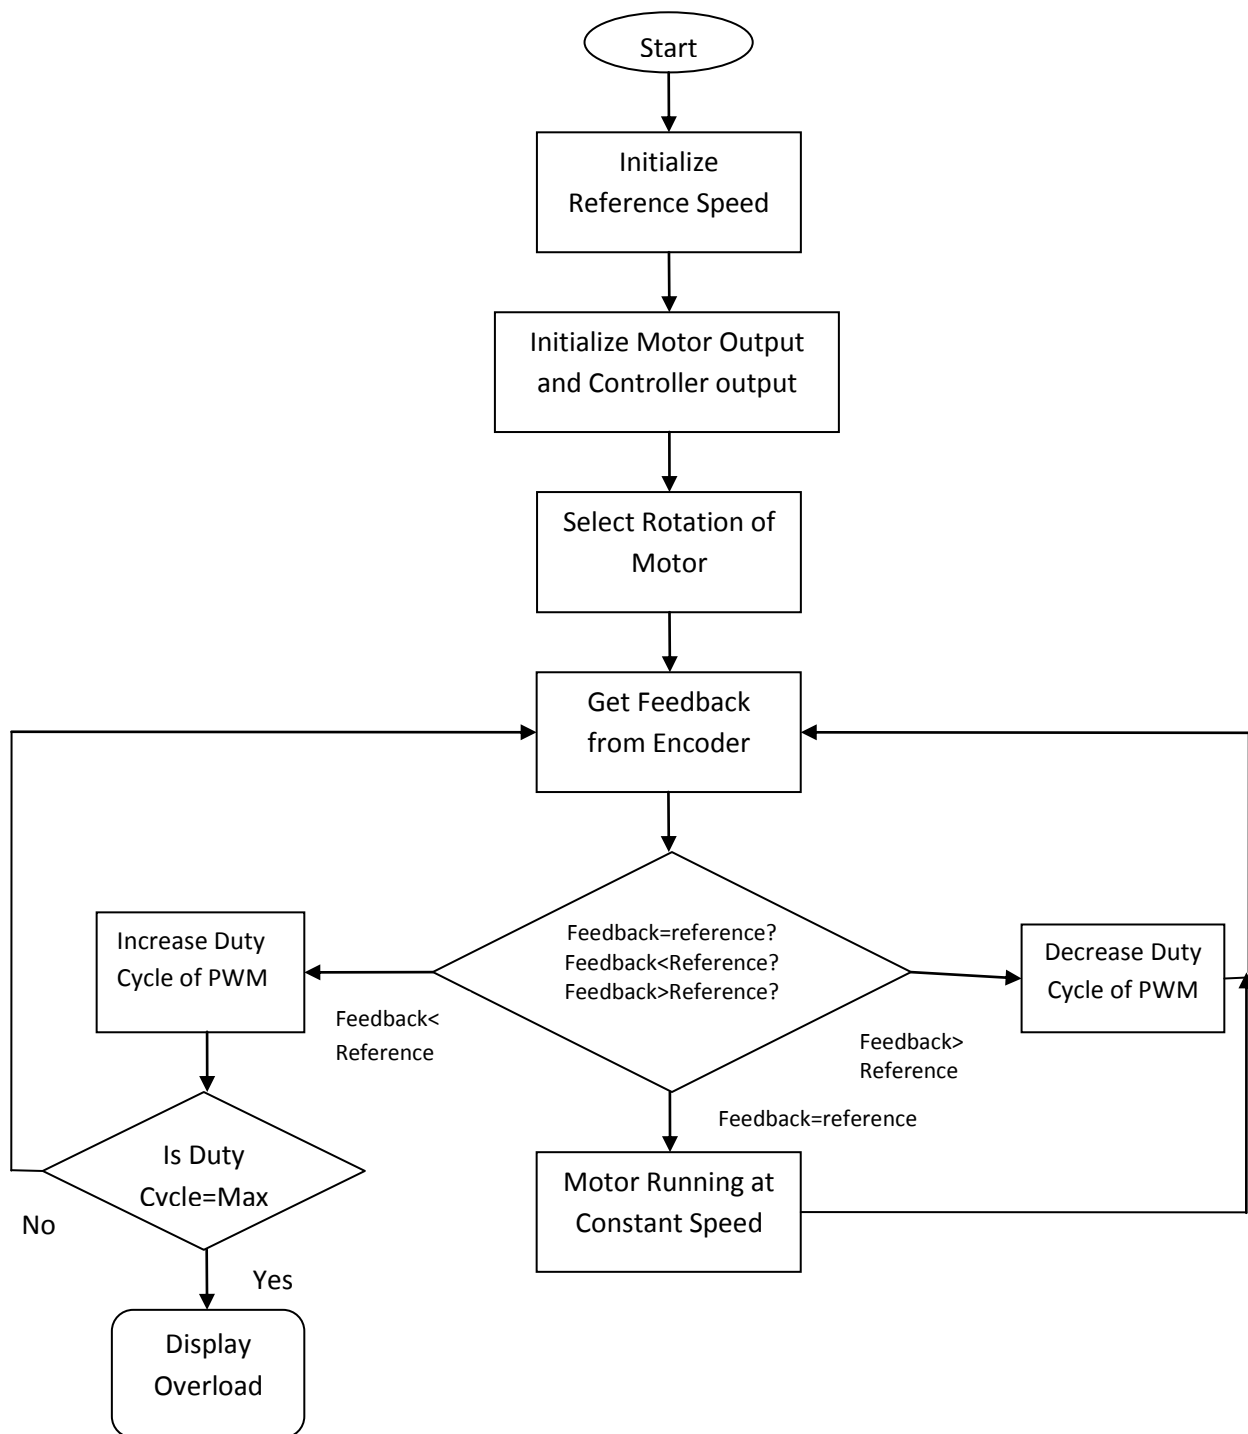 Start
Initialize
Reference Speed
Initialize Motor Output
and Controller output
Select Rotation of
Motor
Get Feedback
from Encoder
Feedback=reference?
Feedback<Reference?
Feedback>Reference?
Increase Duty
Cycle of PWM
Decrease Duty
Cycle of PWM
Feedback<
Reference
Feedback>
Reference
Feedback=reference
Is Duty
Cycle=Max
Motor Running at
Constant Speed
No
Yes
Display
Overload